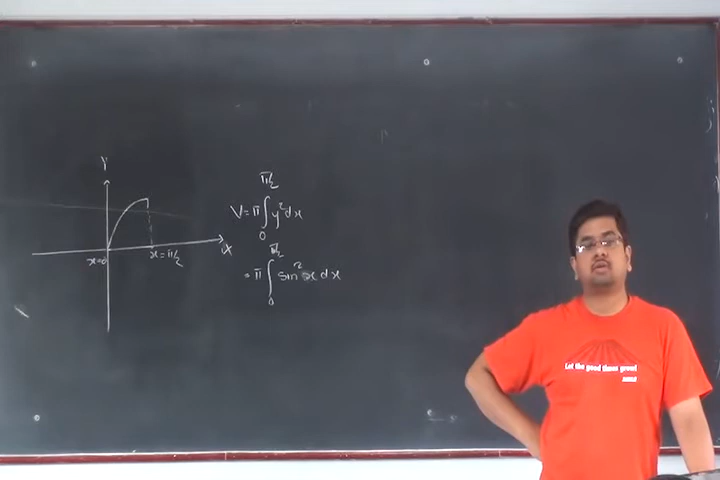 Y
X
x=0
x=π/2
V=π∫₀^{π/2} y²dx
=π∫₀^{π/2} sin²x dx
Let the good times grow!